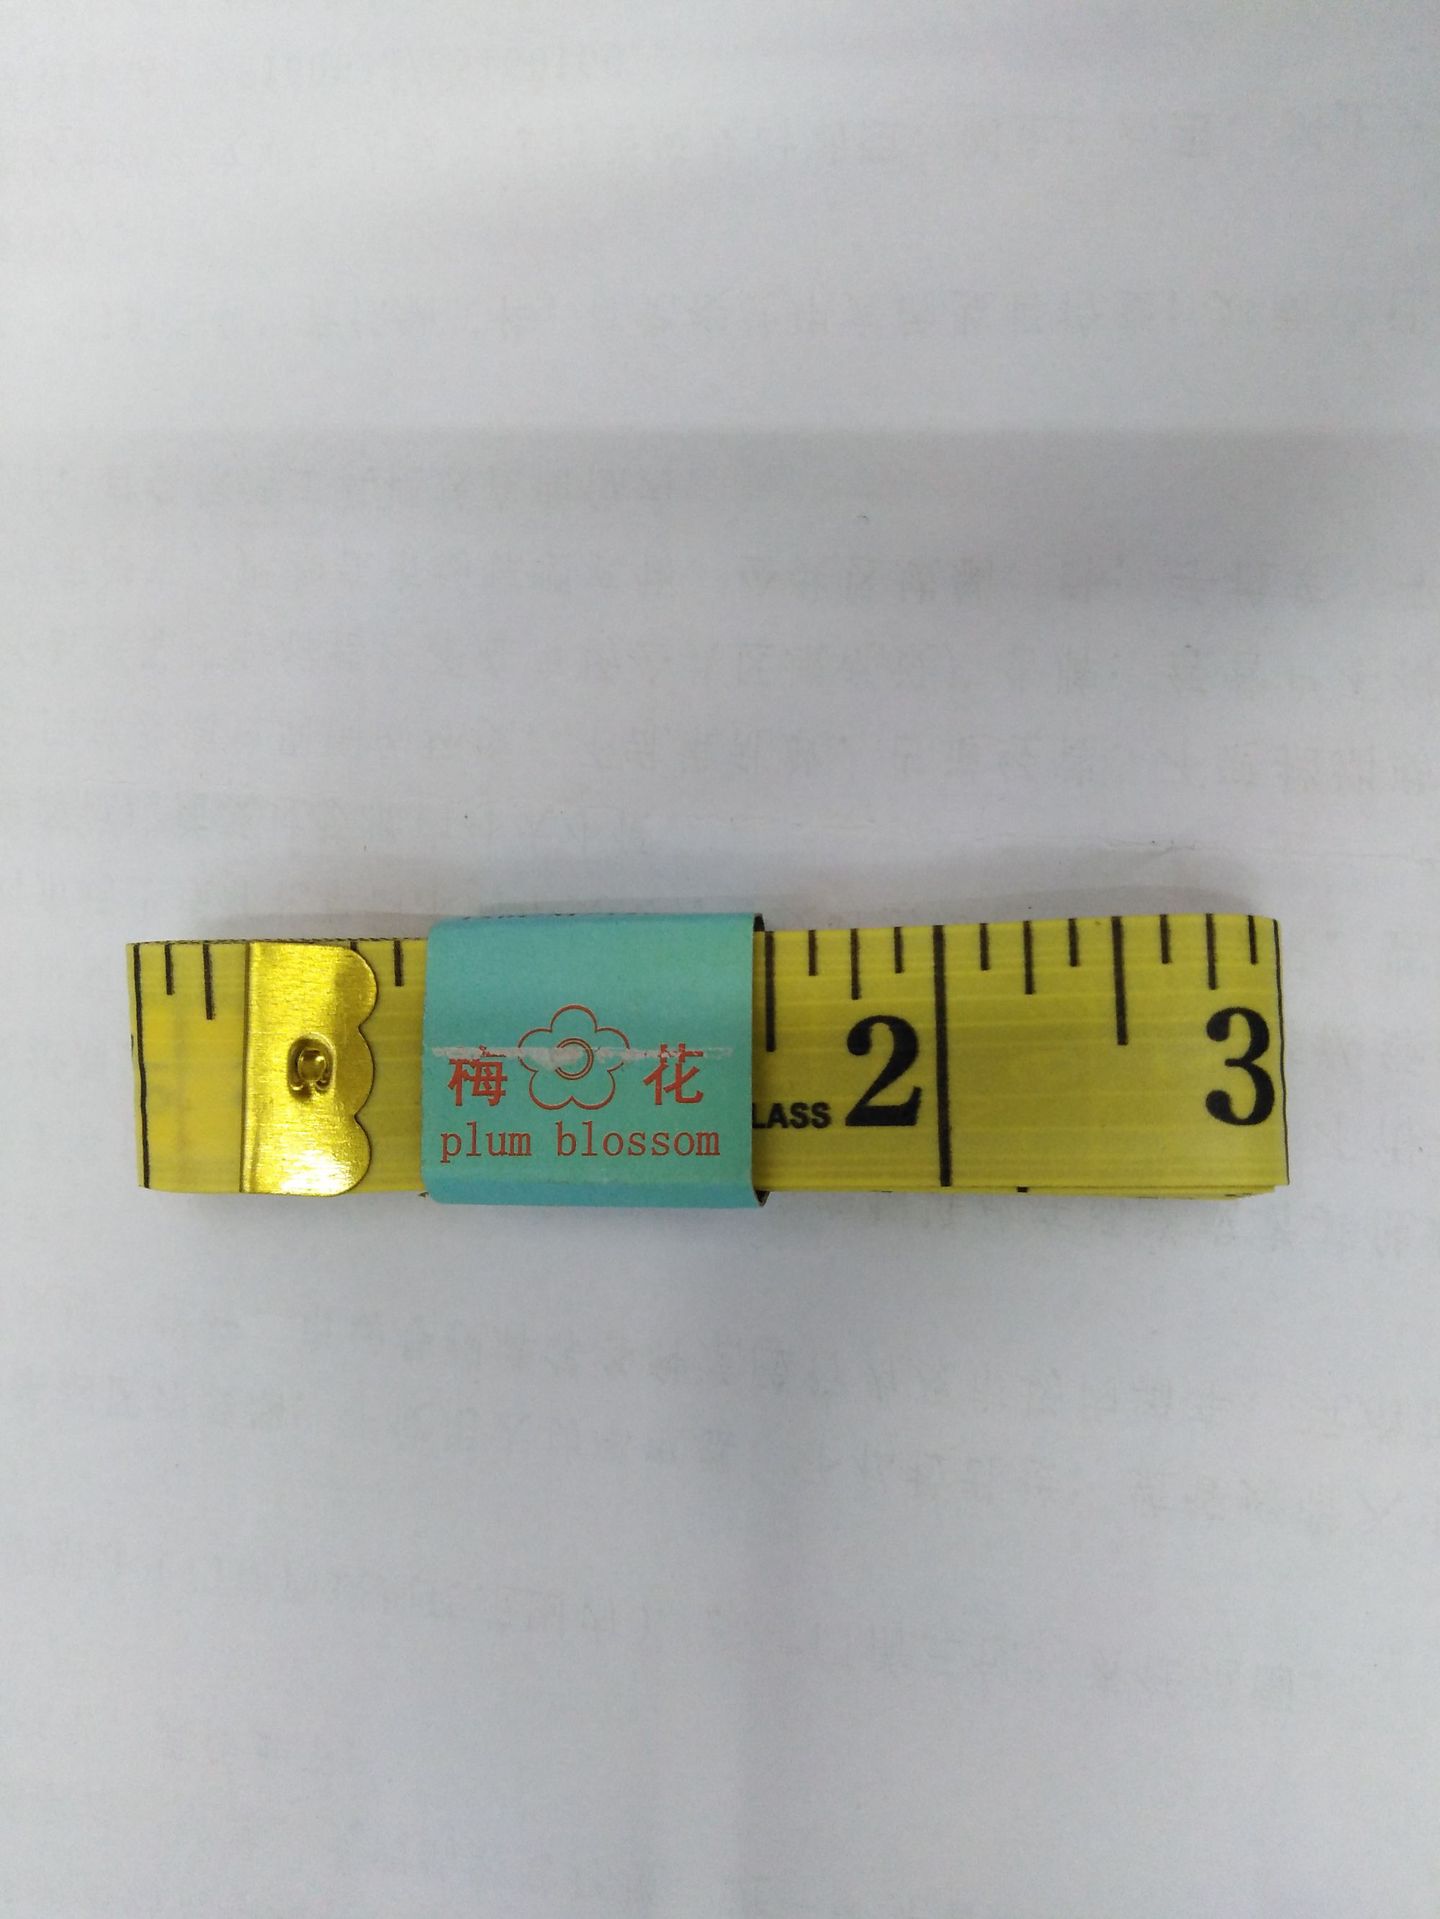 梅花
plum blossom
LASS 2 3